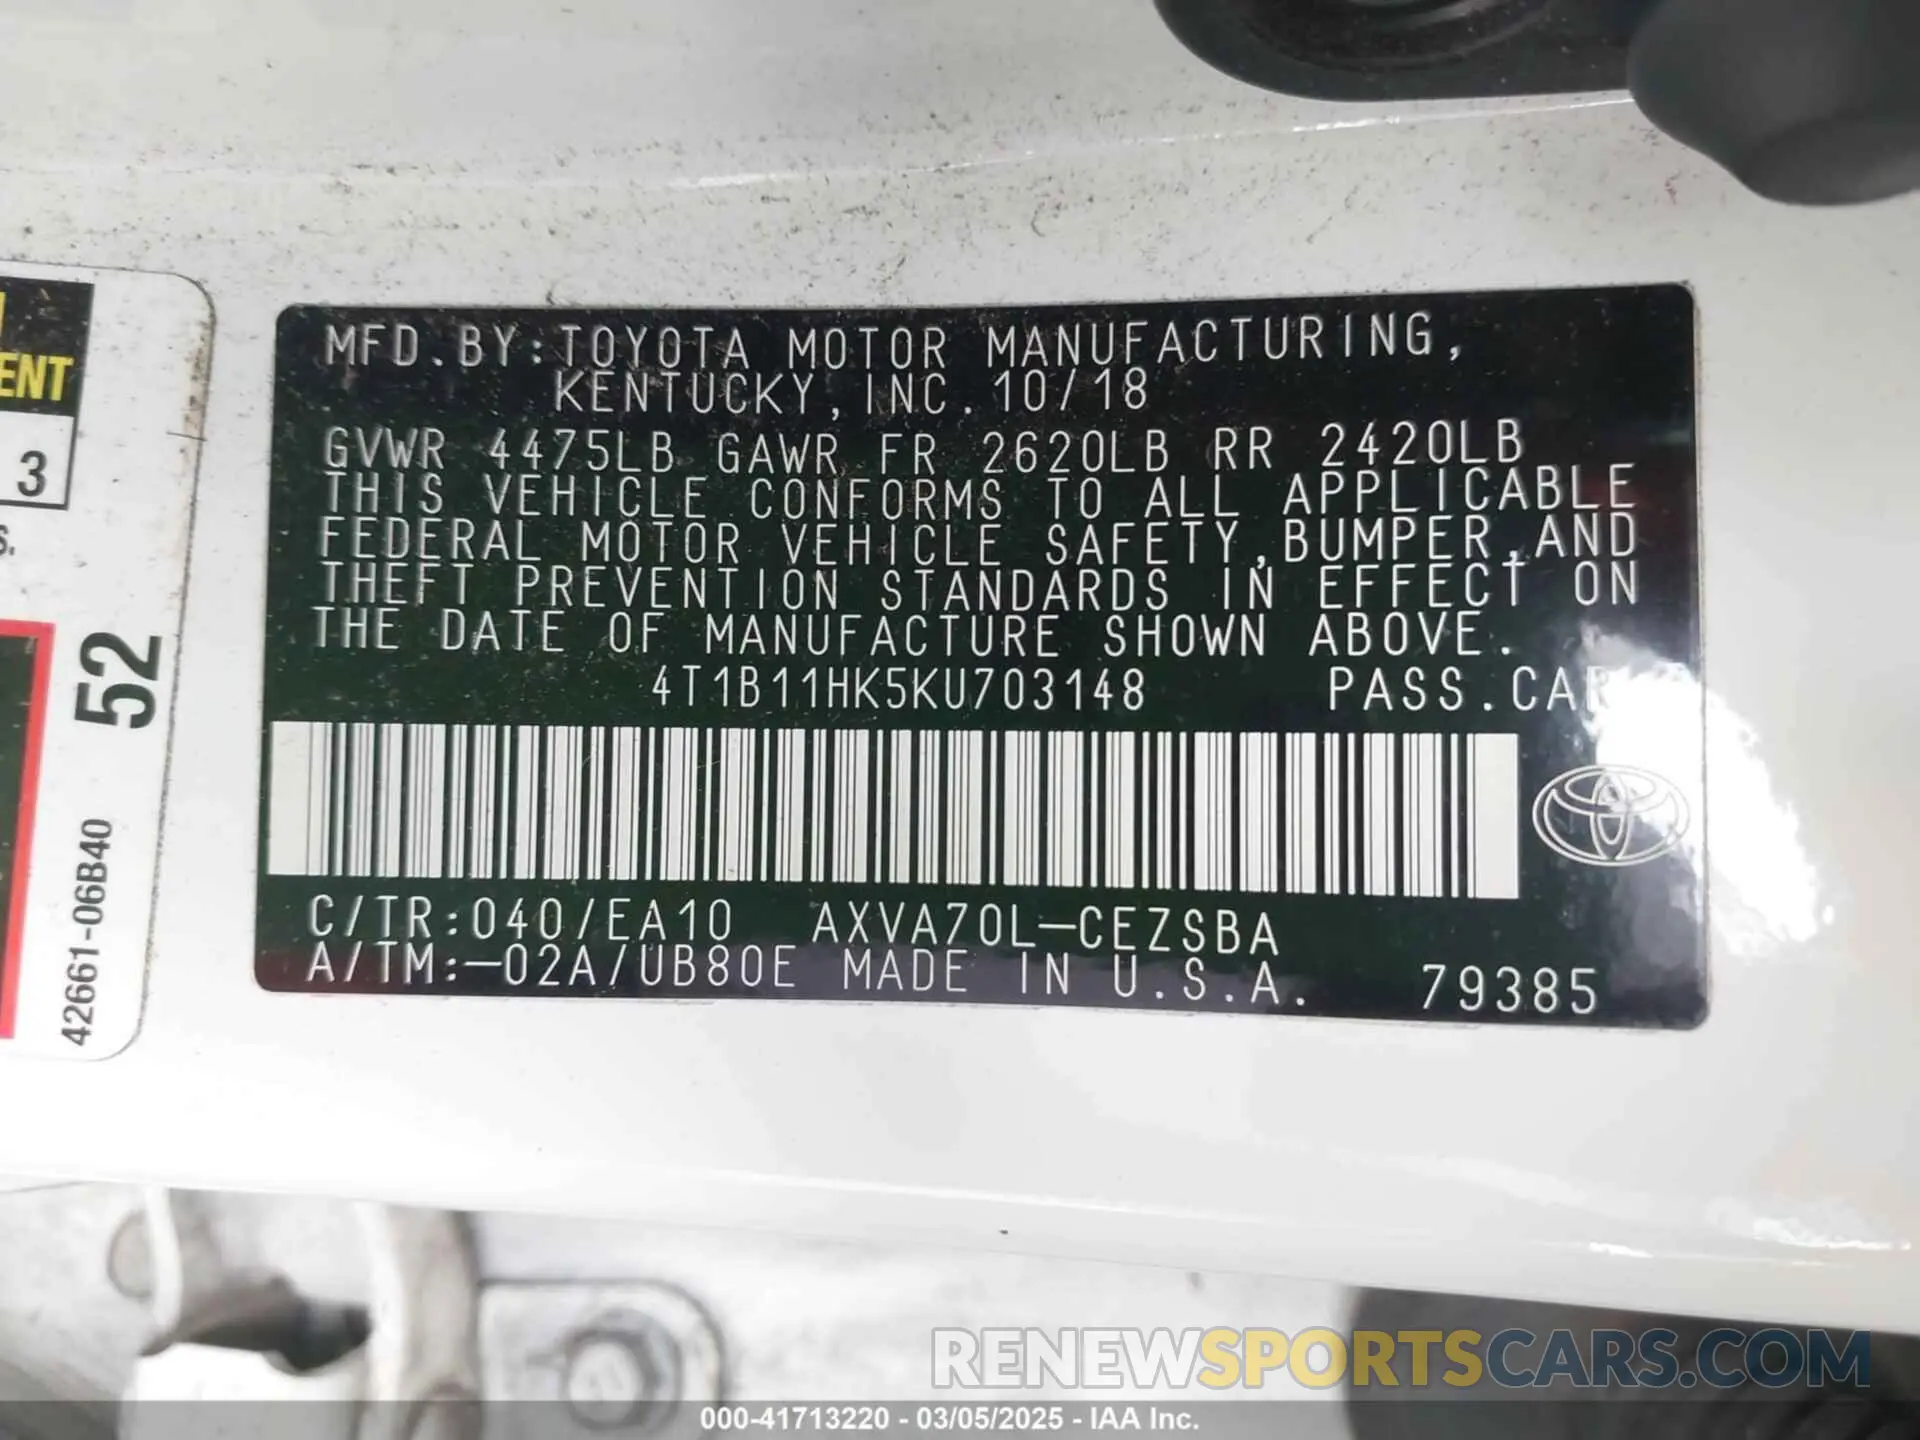 MFD.BY:TOYOTA MOTOR MANUFACTURING,
KENTUCKY,INC.10/18
GVWR 4475LB GAWR FR 2620LB RR 2420LB
THIS VEHICLE CONFORMS TO ALL APPLICABLE
FEDERAL MOTOR VEHICLE SAFETY,BUMPER,AND
THEFT PREVENTION STANDARDS IN EFFECT ON
THE DATE OF MANUFACTURE SHOWN ABOVE.
4T1B11HK5KU703148 PASS.CAR
C/TR:040/EA10 AXVA70L-CEZSBA
A/TM:-02A/UB80E MADE IN U.S.A. 79385
ENT
3
S.
52
42661-06B40
RENEWSPORTSCARS.COM
000-41713220 - 03/05/2025 - IAA Inc.